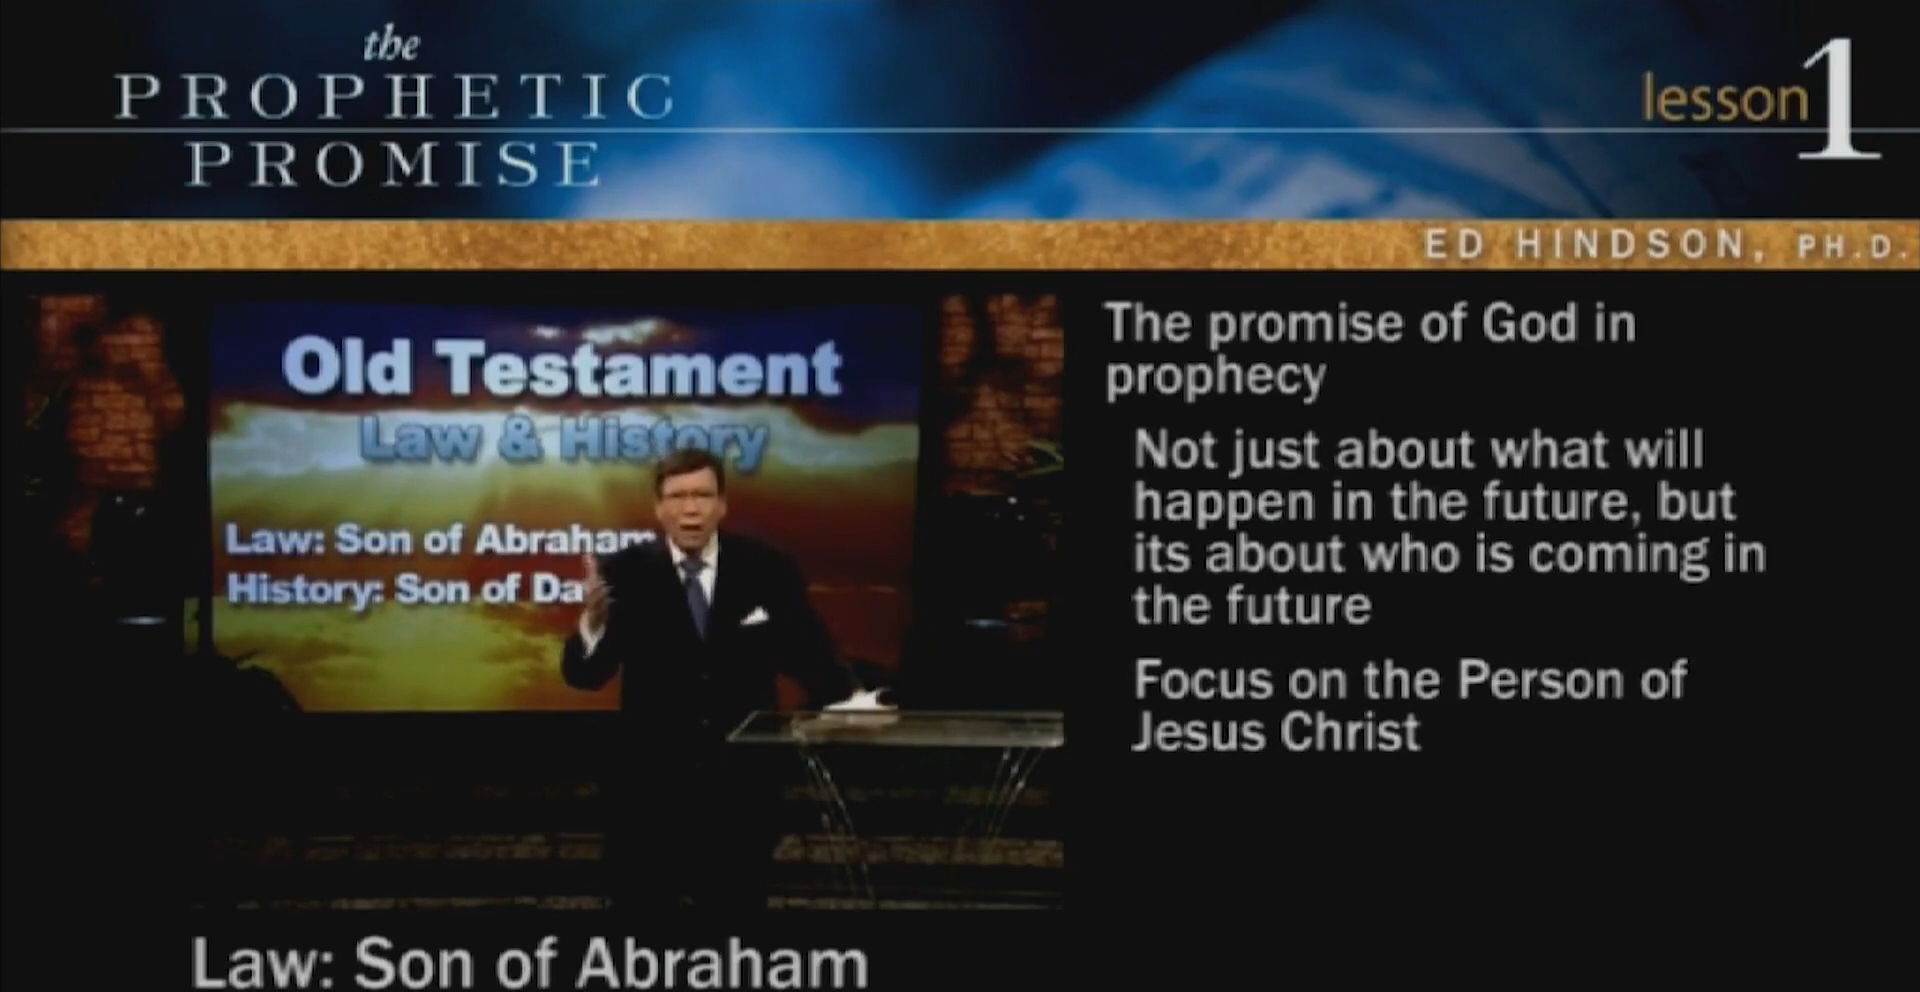 the
PROPHETIC
PROMISE
lesson 1
ED HINDSON, PH.D.
Old Testament
Law & History
Law: Son of Abraham
History: Son of Da
The promise of God in
prophecy
Not just about what will
happen in the future, but
its about who is coming in
the future
Focus on the Person of
Jesus Christ
Law: Son of Abraham